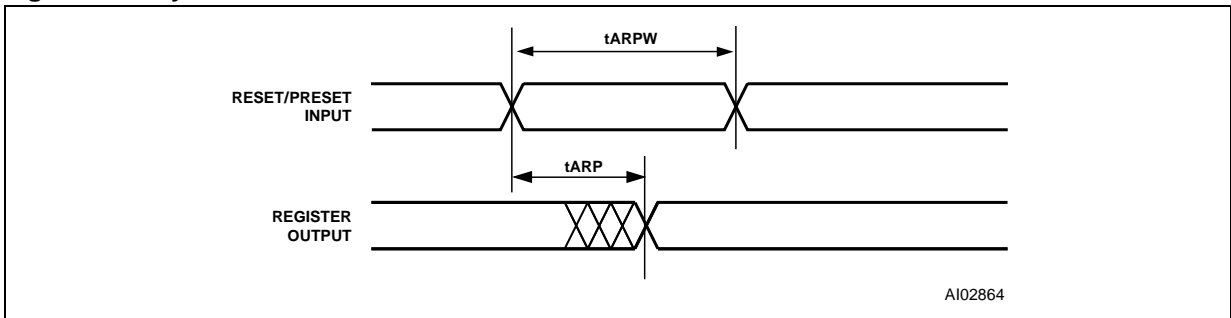 tARPW
RESET/PRESET
INPUT
tARP
REGISTER
OUTPUT
AI02864